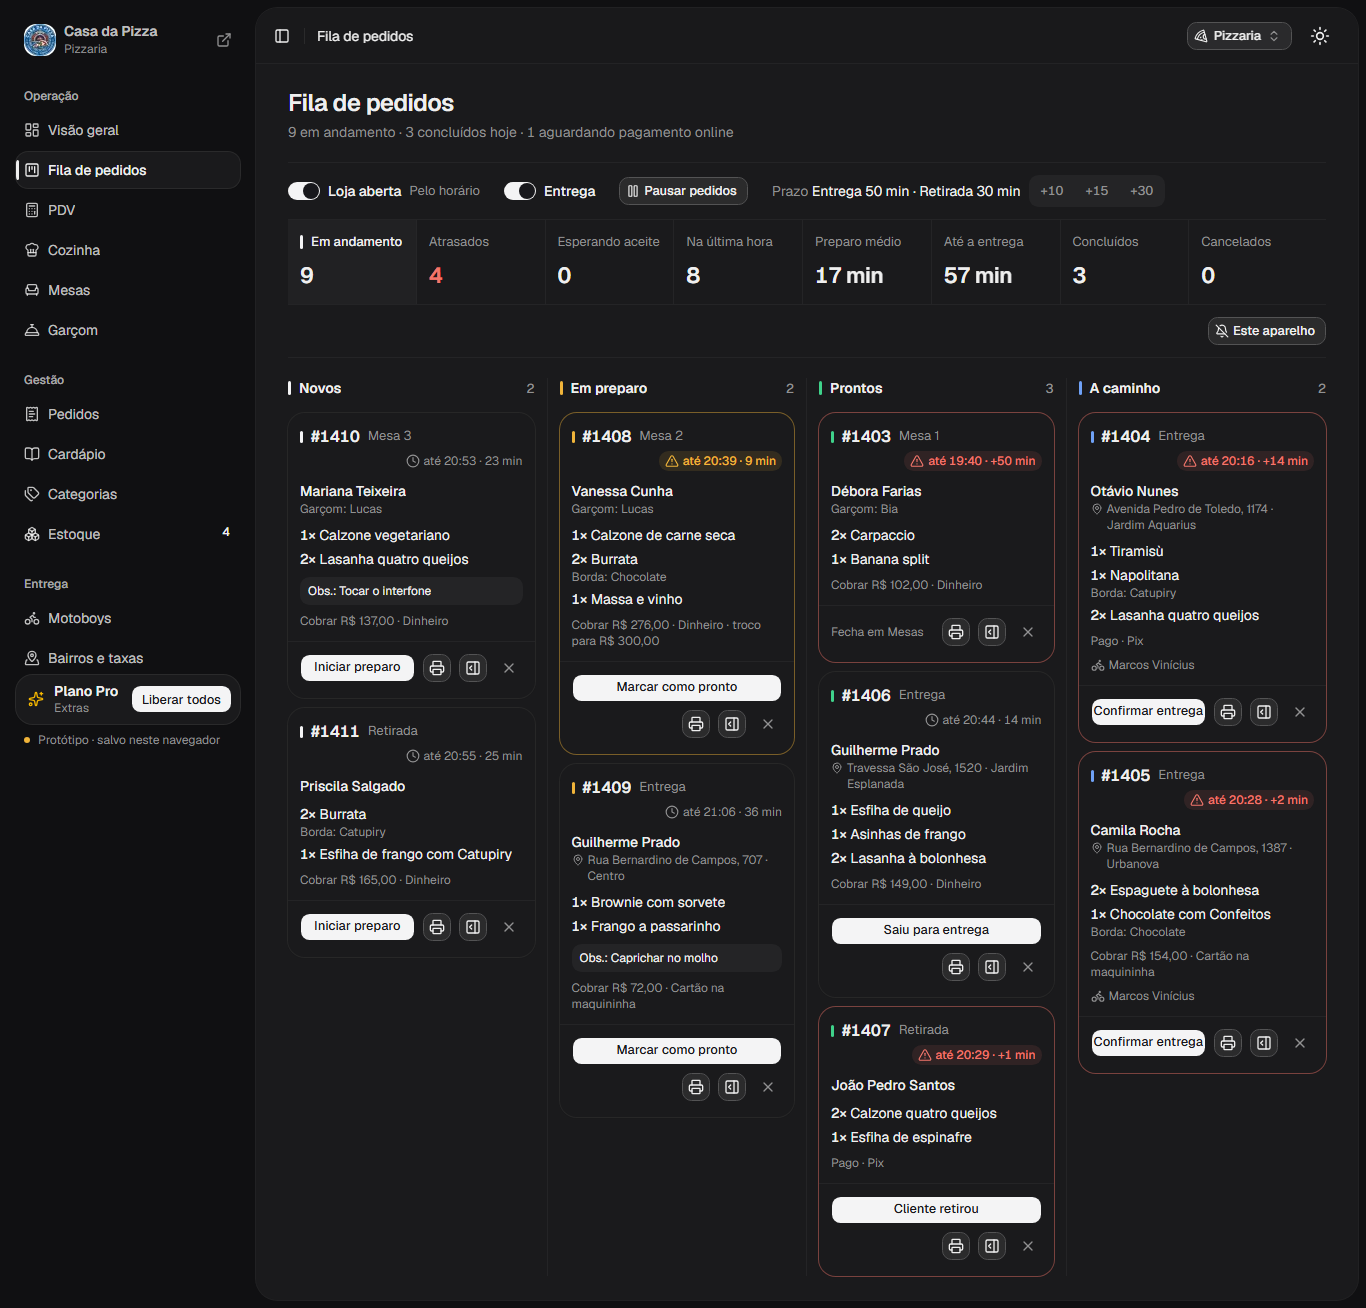 Casa da Pizza
Pizzaria
Operação
Visão geral
Fila de pedidos
PDV
Cozinha
Mesas
Garçom
Gestão
Pedidos
Cardápio
Categorias
Estoque 4
Entrega
Motoboys
Bairros e taxas
Plano Pro
Extras
Liberar todos
Protótipo · salvo neste navegador
Fila de pedidos
Pizzaria
Fila de pedidos
9 em andamento · 3 concluídos hoje · 1 aguardando pagamento online
Loja aberta Pelo horário Entrega Pausar pedidos Prazo Entrega 50 min · Retirada 30 min +10 +15 +30
Em andamento
9
Atrasados
4
Esperando aceite
0
Na última hora
8
Preparo médio
17 min
Até a entrega
57 min
Concluídos
3
Cancelados
0
Este aparelho
Novos 2
#1410 Mesa 3
até 20:53 · 23 min
Mariana Teixeira
Garçom: Lucas
1× Calzone vegetariano
2× Lasanha quatro queijos
Obs.: Tocar o interfone
Cobrar R$ 137,00 · Dinheiro
Iniciar preparo
#1411 Retirada
até 20:55 · 25 min
Priscila Salgado
2× Burrata
Borda: Catupiry
1× Esfiha de frango com Catupiry
Cobrar R$ 165,00 · Dinheiro
Iniciar preparo
Em preparo 2
#1408 Mesa 2
até 20:39 · 9 min
Vanessa Cunha
Garçom: Lucas
1× Calzone de carne seca
2× Burrata
Borda: Chocolate
1× Massa e vinho
Cobrar R$ 276,00 · Dinheiro · troco
para R$ 300,00
Marcar como pronto
#1409 Entrega
até 21:06 · 36 min
Guilherme Prado
Rua Bernardino de Campos, 707 ·
Centro
1× Brownie com sorvete
1× Frango a passarinho
Obs.: Caprichar no molho
Cobrar R$ 72,00 · Cartão na
maquininha
Marcar como pronto
Prontos 3
#1403 Mesa 1
até 19:40 · +50 min
Débora Farias
Garçom: Bia
2× Carpaccio
1× Banana split
Cobrar R$ 102,00 · Dinheiro
Fecha em Mesas
#1406 Entrega
até 20:44 · 14 min
Guilherme Prado
Travessa São José, 1520 · Jardim
Esplanada
1× Esfiha de queijo
1× Asinhas de frango
2× Lasanha à bolonhesa
Cobrar R$ 149,00 · Dinheiro
Saiu para entrega
#1407 Retirada
até 20:29 · +1 min
João Pedro Santos
2× Calzone quatro queijos
1× Esfiha de espinafre
Pago · Pix
Cliente retirou
A caminho 2
#1404 Entrega
até 20:16 · +14 min
Otávio Nunes
Avenida Pedro de Toledo, 1174 ·
Jardim Aquarius
1× Tiramisù
1× Napolitana
Borda: Catupiry
2× Lasanha quatro queijos
Pago · Pix
Marcos Vinícius
Confirmar entrega
#1405 Entrega
até 20:28 · +2 min
Camila Rocha
Rua Bernardino de Campos, 1387 ·
Urbanova
2× Espaguete à bolonhesa
1× Chocolate com Confeitos
Borda: Chocolate
Cobrar R$ 154,00 · Cartão na
maquininha
Marcos Vinícius
Confirmar entrega